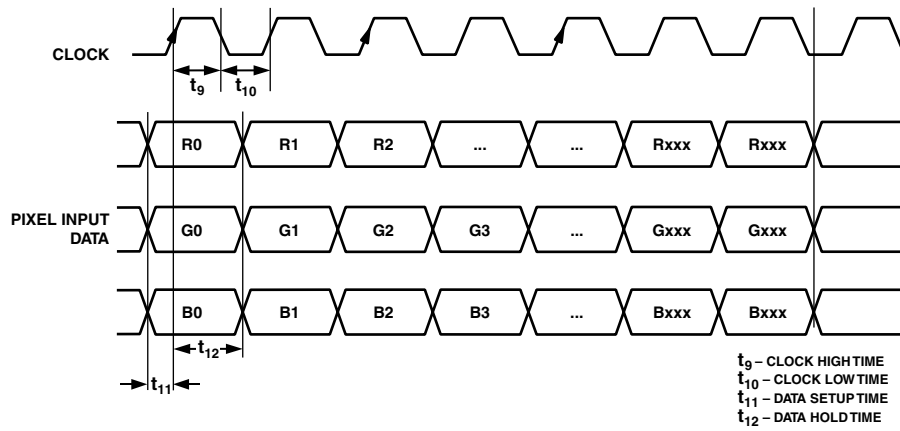 CLOCK
t9 t10
R0 R1 R2 ... ... Rxxx Rxxx
PIXEL INPUT
DATA
G0 G1 G2 G3 ... Gxxx Gxxx
B0 B1 B2 B3 ... Bxxx Bxxx
t12
t11
t9 – CLOCK HIGH TIME
t10 – CLOCK LOW TIME
t11 – DATA SETUP TIME
t12 – DATA HOLD TIME